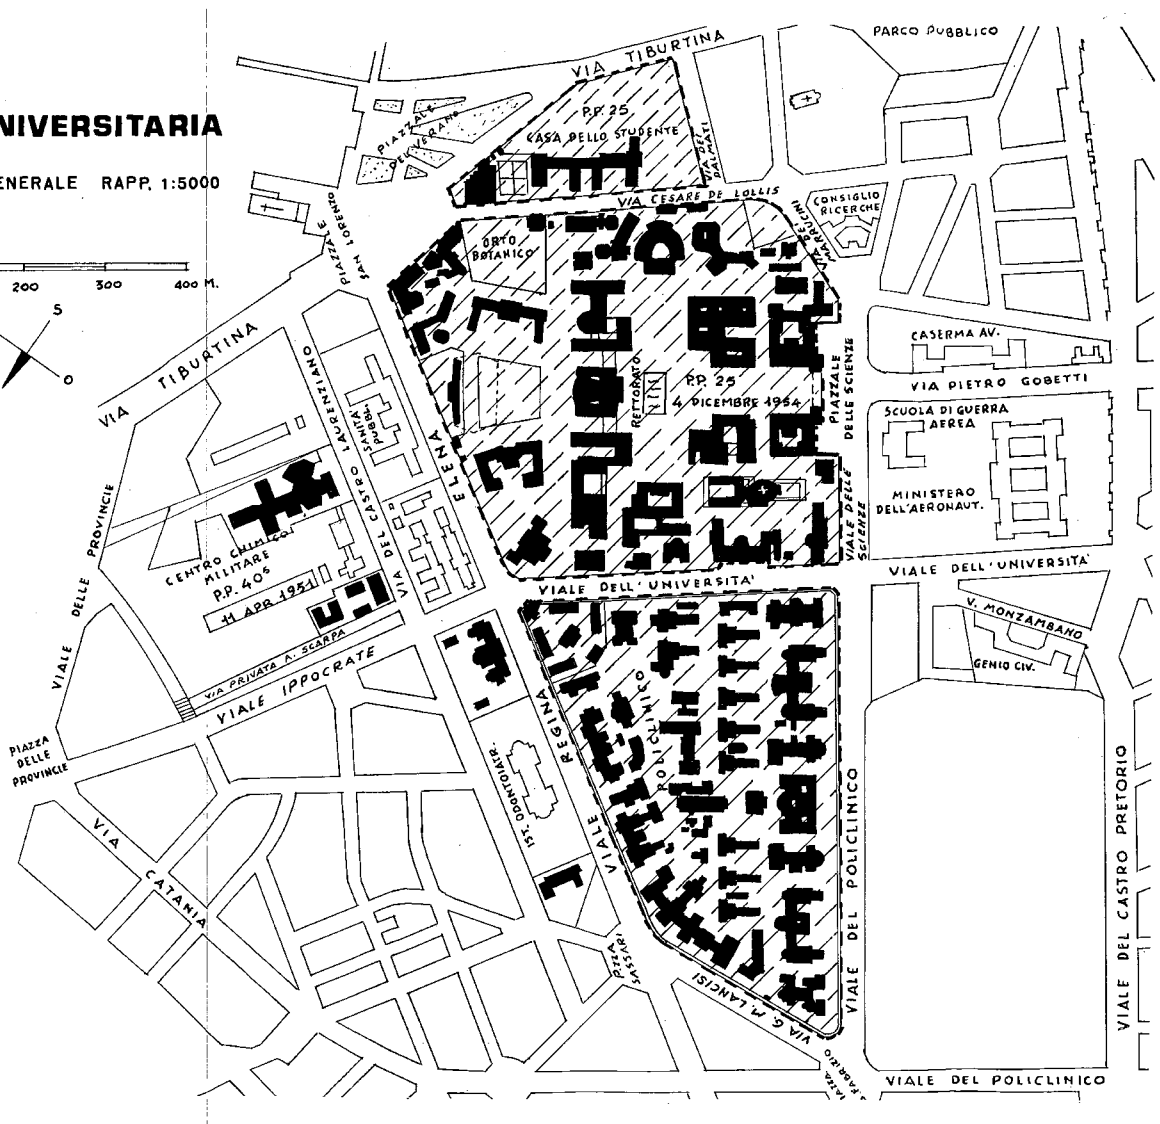 NIVERSITARIA
ENERALE RAPP. 1:5000
200 300 400 M.
S
O
VIA TIBURTINA
PARCO PUBBLICO
PIAZZALE
DEL VERANO
P.P. 25
CASA DELLO STUDENTE
VIA DEI
DALMATI
VIA CESARE DE LOLLIS
CONSIGLIO
RICERCHE
VIA DEI
MARRUCINI
PIAZZALE
SAN LORENZO
ORTO
BOTANICO
VIA TIBURTINA
CASERMA AV.
VIA PIETRO GOBETTI
PIAZZALE
DELLE SCIENZE
RETTORATO
P.P. 25
4 DICEMBRE 1954
SCUOLA DI GUERRA
AEREA
MINISTERO
DELL'AERONAUT.
SANITÀ
PUBBL.
VIA DEL CASTRO LAURENZIANO
VIALE REGINA ELENA
VIALE DELLE
SCIENZE
VIALE DELLE PROVINCIE
CENTRO CHIMICO
MILITARE
P.P. 40S
11 APR 1951
VIA PRIVATA A. SCARPA
VIALE IPPOCRATE
VIALE DELL'UNIVERSITA'
VIALE DELL'UNIVERSITA'
V. MONZAMBANO
GENIO CIV.
POLICLINICO
PIAZZA
DELLE
PROVINCIE
IST. ODONTOIATR.
VIA CATANIA
VIALE DEL POLICLINICO
VIALE DEL CASTRO PRETORIO
P.ZZA
SASSARI
VIA G. M. LANCISI
VIALE DEL POLICLINICO